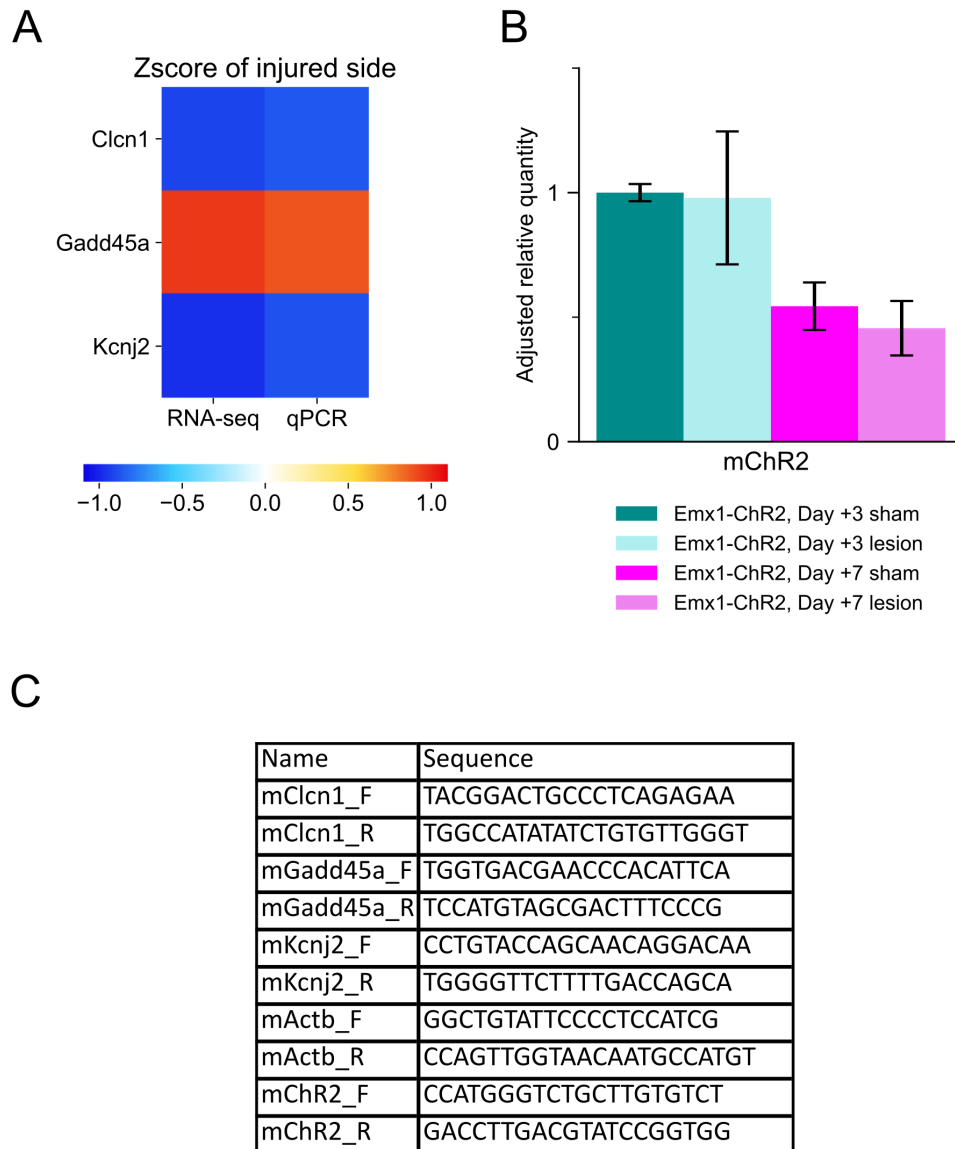 A
Zscore of injured side
Clcn1
Gadd45a
Kcnj2
RNA-seq qPCR
−1.0 −0.5 0.0 0.5 1.0
B
Adjusted relative quantity
1
0
mChR2
Emx1-ChR2, Day +3 sham
Emx1-ChR2, Day +3 lesion
Emx1-ChR2, Day +7 sham
Emx1-ChR2, Day +7 lesion
C
Name Sequence
mClcn1_F TACGGACTGCCCTCAGAGAA
mClcn1_R TGGCCATATATCTGTGTTGGGT
mGadd45a_F TGGTGACGAACCCACATTCA
mGadd45a_R TCCATGTAGCGACTTTCCCG
mKcnj2_F CCTGTACCAGCAACAGGACAA
mKcnj2_R TGGGGTTCTTTTGACCAGCA
mActb_F GGCTGTATTCCCCTCCATCG
mActb_R CCAGTTGGTAACAATGCCATGT
mChR2_F CCATGGGTCTGCTTGTGTCT
mChR2_R GACCTTGACGTATCCGGTGG